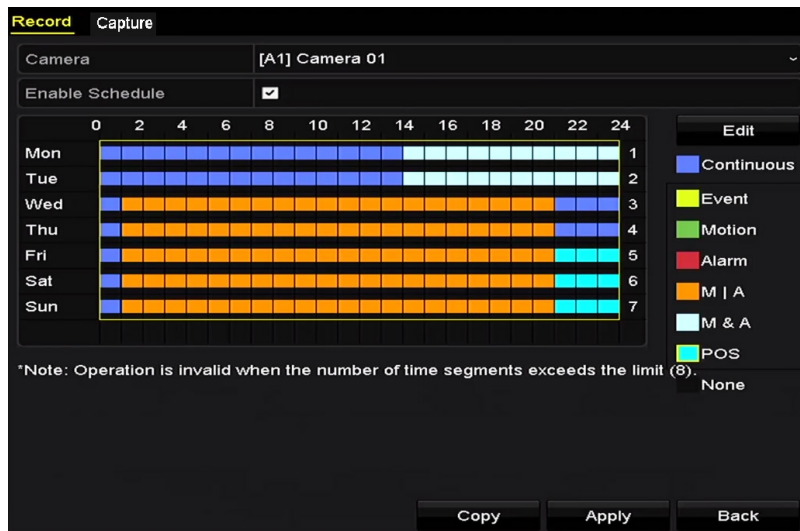 Record Capture
Camera [A1] Camera 01
Enable Schedule
0 2 4 6 8 10 12 14 16 18 20 22 24
Edit
Mon 1
Continuous
Tue 2
Wed 3
Event
Thu 4
Motion
Fri 5
Alarm
Sat 6
M | A
Sun 7
M & A
POS
*Note: Operation is invalid when the number of time segments exceeds the limit (8).
None
Copy Apply Back